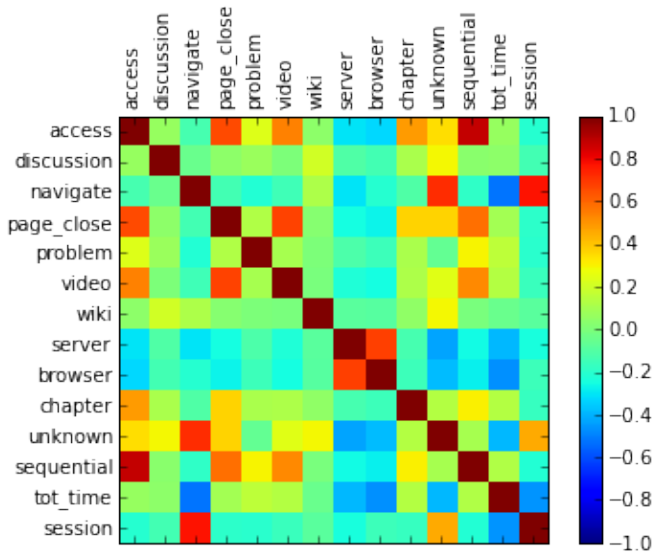 access
discussion
navigate
page_close
problem
video
wiki
server
browser
chapter
unknown
sequential
tot_time
session
access
discussion
navigate
page_close
problem
video
wiki
server
browser
chapter
unknown
sequential
tot_time
session
1.0
0.8
0.6
0.4
0.2
0.0
−0.2
−0.4
−0.6
−0.8
−1.0